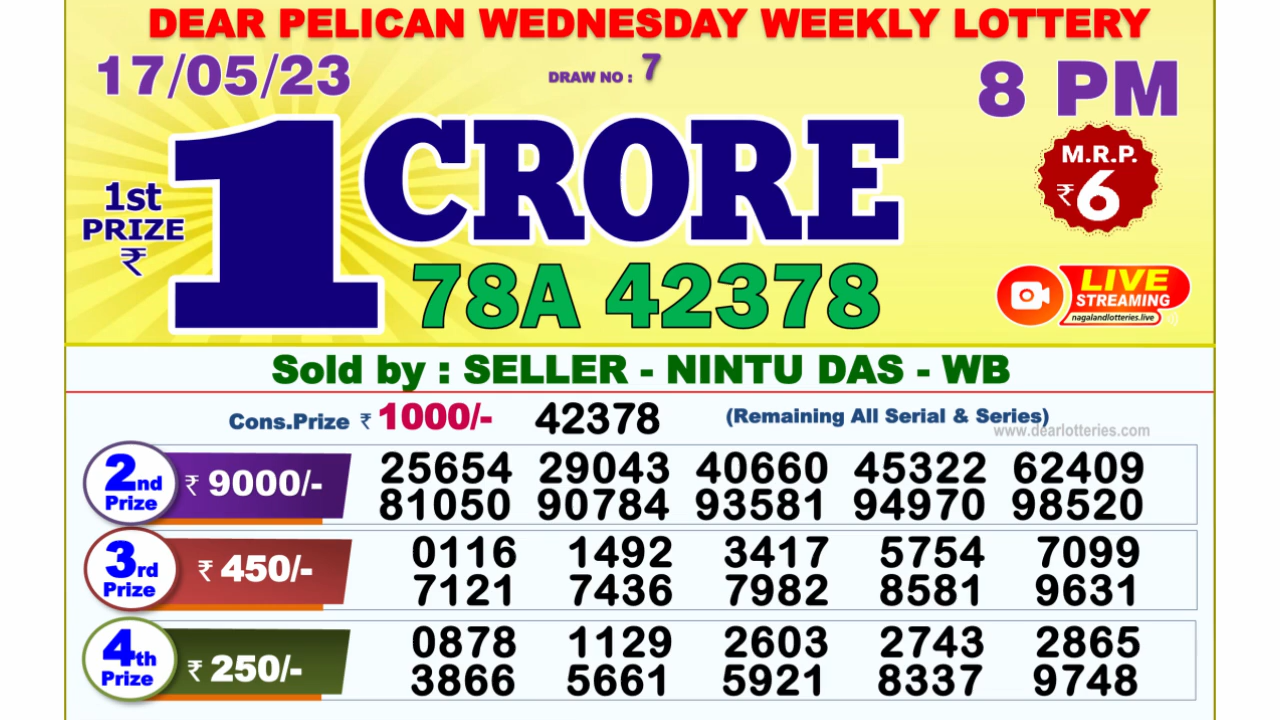 DEAR PELICAN WEDNESDAY WEEKLY LOTTERY
17/05/23
DRAW NO : 7
8 PM
1st
PRIZE
₹
1 CRORE
M.R.P.
₹ 6
78A 42378
LIVE
STREAMING
nagalandlotteries.live
Sold by : SELLER - NINTU DAS - WB
Cons.Prize ₹ 1000/- 42378 (Remaining All Serial & Series)
www.dearlotteries.com
2nd Prize ₹ 9000/-
25654 29043 40660 45322 62409
81050 90784 93581 94970 98520
3rd Prize ₹ 450/-
0116 1492 3417 5754 7099
7121 7436 7982 8581 9631
4th Prize ₹ 250/-
0878 1129 2603 2743 2865
3866 5661 5921 8337 9748